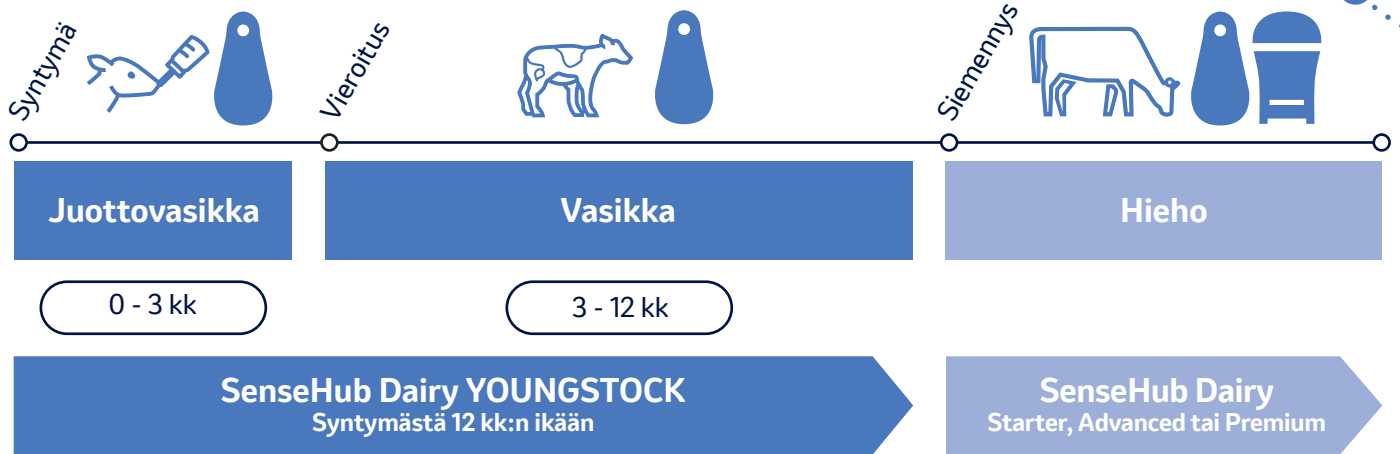 Syntymä
Vieroitus
Siemennys
Juottovasikka
Vasikka
Hieho
0 - 3 kk
3 - 12 kk
SenseHub Dairy YOUNGSTOCK
Syntymästä 12 kk:n ikään
SenseHub Dairy
Starter, Advanced tai Premium